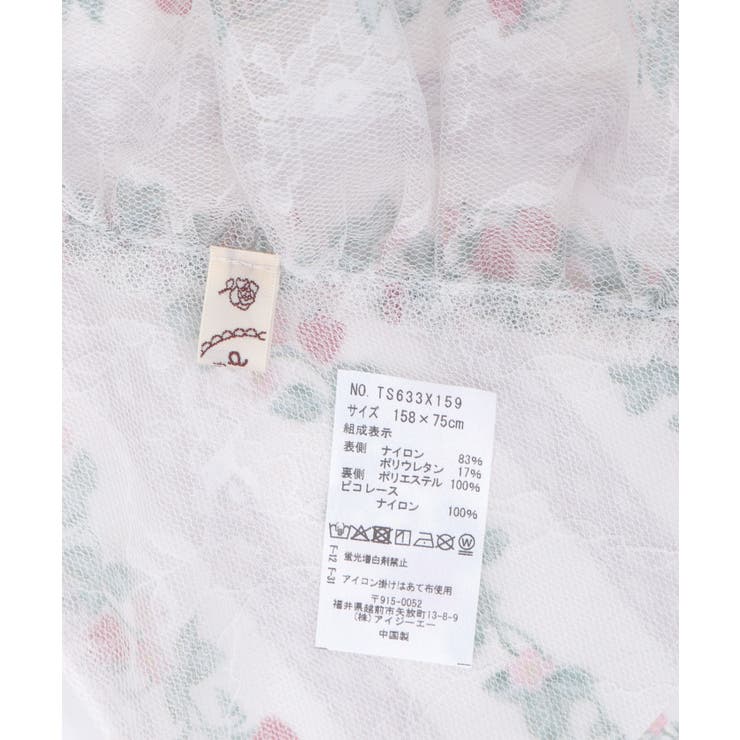 NO. TS633X159
サイズ 158×75cm
組成表示
表側 ナイロン 83%
ポリウレタン 17%
裏側 ポリエステル 100%
ピコレース
ナイロン 100%
蛍光増白剤禁止
F-12 F-31
アイロン掛けはあて布使用
〒915-0052
福井県越前市矢放町13-8-9
(株)アイジーエー
中国製